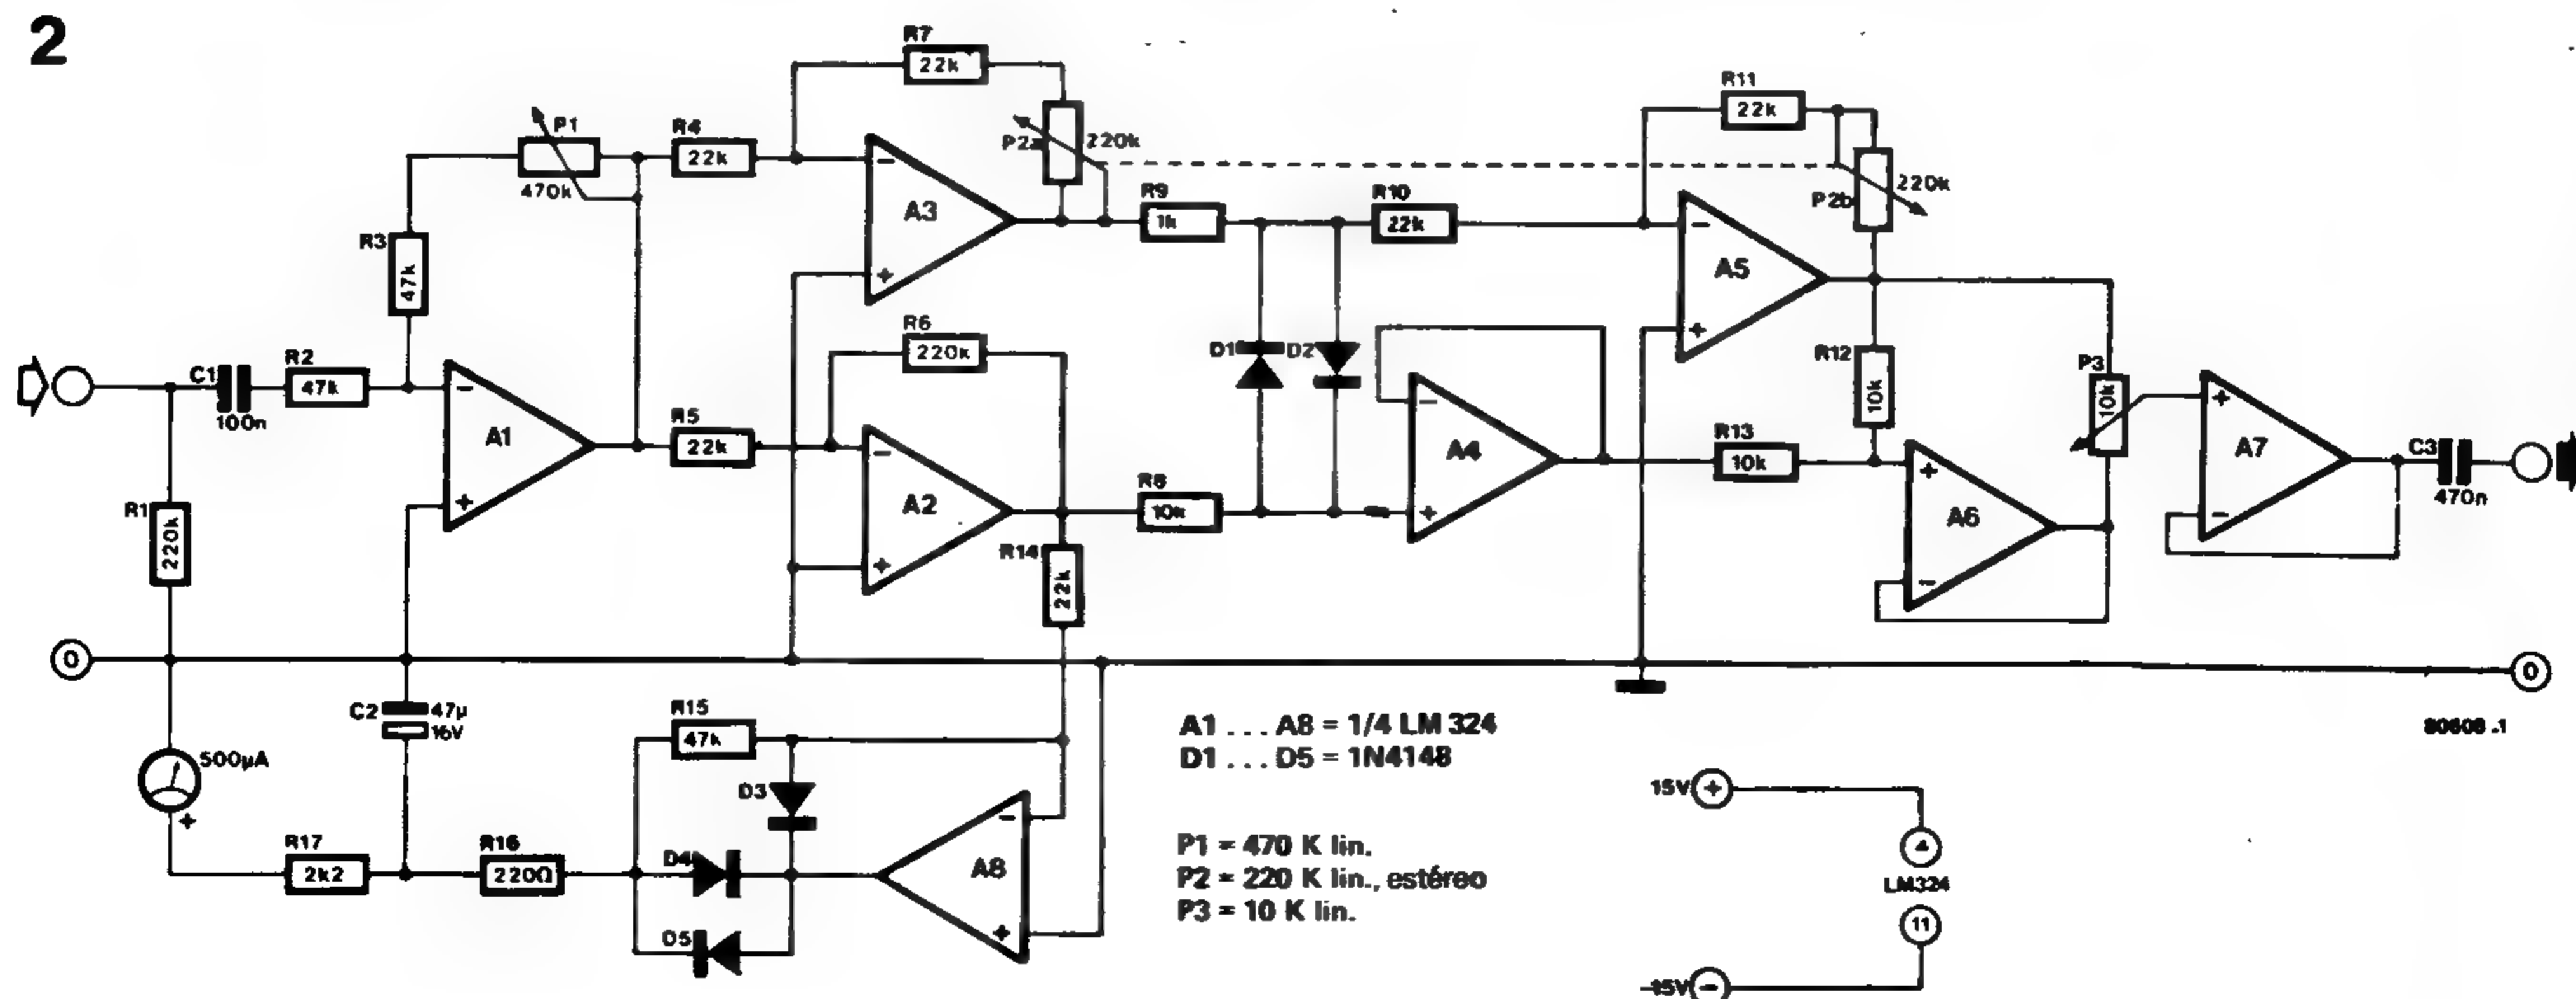 2
R7
22k
P1
470k
R4
22k
P2a
220k
R11
22k
P2b
220k
R3
47k
A3
-
+
R9
1k
R10
22k
A5
-
+
R6
220k
D1
D2
R12
10k
P3
10k
C1
100n
R2
47k
A1
-
+
R5
22k
A2
-
+
R8
10k
A4
-
+
R13
10k
A6
+
-
A7
+
-
C3
470n
R1
220k
R14
22k
0
0
C2
47µ
16V
500µA
+
R15
47k
D3
R17
2k2
R16
220Ω
D4
D5
A8
-
+
A1 ... A8 = 1/4 LM 324
D1 ... D5 = 1N4148
P1 = 470 K lin.
P2 = 220 K lin., estéreo
P3 = 10 K lin.
80608 .1
15V +
4
LM324
11
-15V -